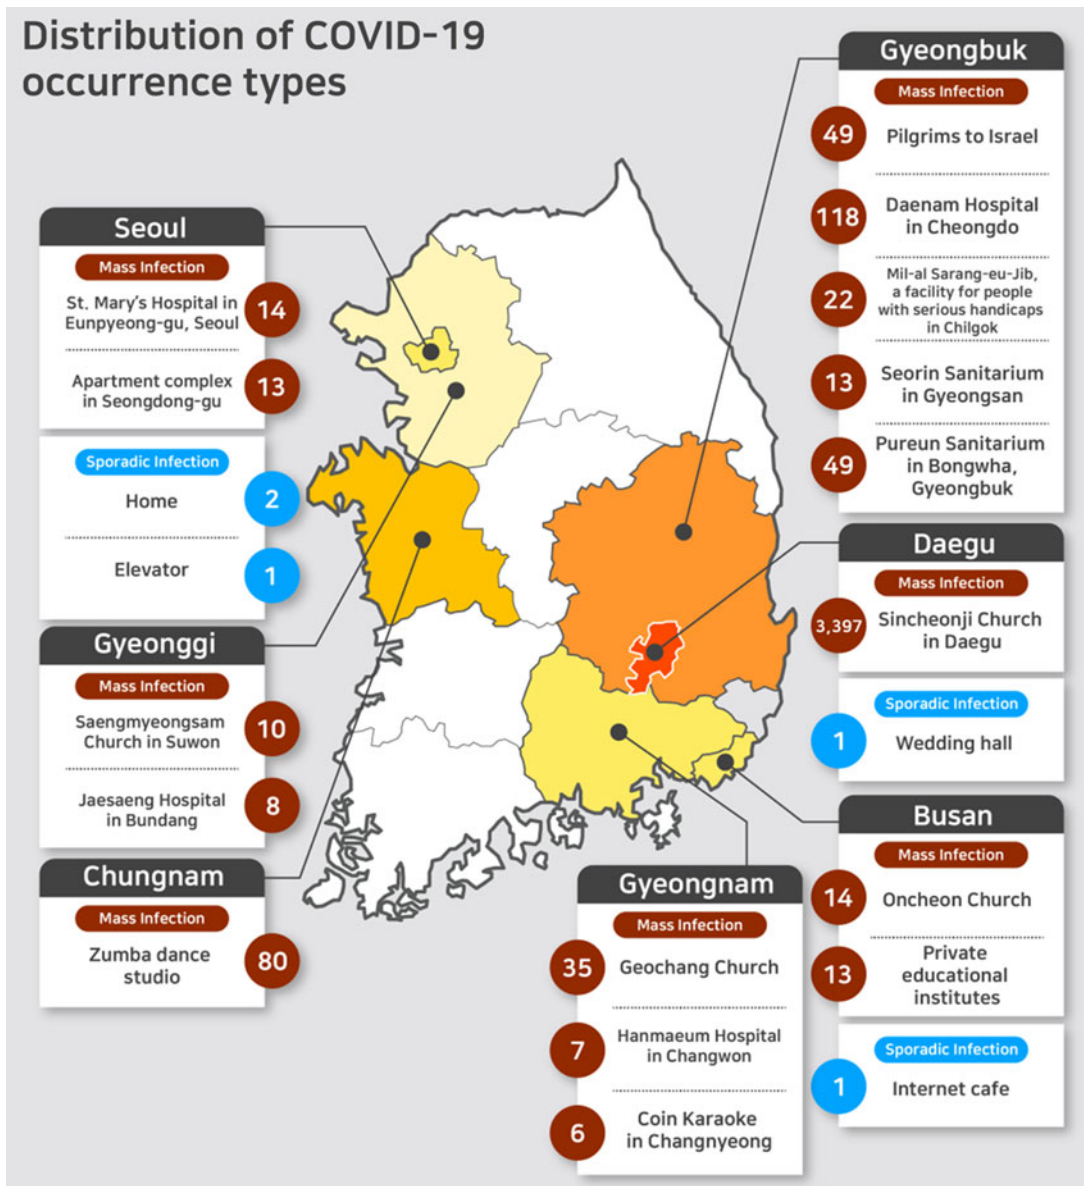 Distribution of COVID-19
occurrence types
Seoul
Mass Infection
St. Mary's Hospital in
Eunpyeong-gu, Seoul
14
Apartment complex
in Seongdong-gu
13
Sporadic Infection
Home
2
Elevator
1
Gyeonggi
Mass Infection
Saengmyeongsam
Church in Suwon
10
Jaesaeng Hospital
in Bundang
8
Chungnam
Mass Infection
Zumba dance
studio
80
Gyeongbuk
Mass Infection
49
Pilgrims to Israel
118
Daenam Hospital
in Cheongdo
22
Mil-al Sarang-eu-Jib,
a facility for people
with serious handicaps
in Chilgok
13
Seorin Sanitarium
in Gyeongsan
49
Pureun Sanitarium
in Bongwha,
Gyeongbuk
Daegu
Mass Infection
3,397
Sincheonji Church
in Daegu
Sporadic Infection
1
Wedding hall
Busan
Mass Infection
14
Oncheon Church
13
Private
educational
institutes
Sporadic Infection
1
Internet cafe
Gyeongnam
Mass Infection
35
Geochang Church
7
Hanmaeum Hospital
in Changwon
6
Coin Karaoke
in Changnyeong